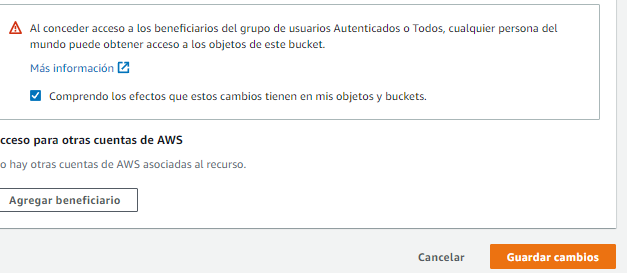 Al conceder acceso a los beneficiarios del grupo de usuarios Autenticados o Todos, cualquier persona del
mundo puede obtener acceso a los objetos de este bucket.
Más información
Comprendo los efectos que estos cambios tienen en mis objetos y buckets.
cceso para otras cuentas de AWS
o hay otras cuentas de AWS asociadas al recurso.
Agregar beneficiario
Cancelar
Guardar cambios